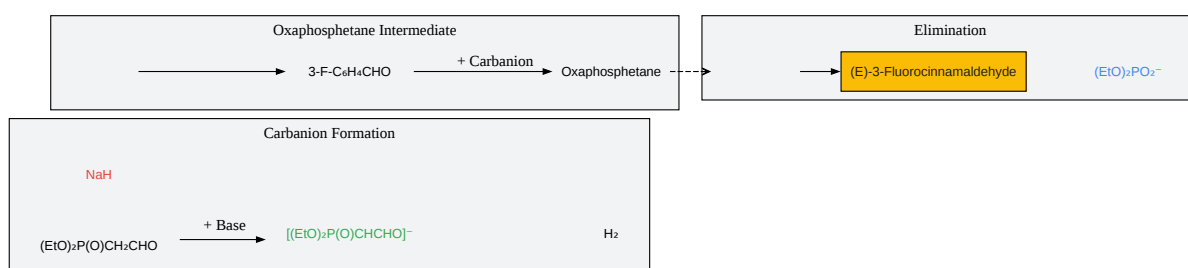 Oxaphosphetane Intermediate
3-F-C₆H₄CHO
+ Carbanion
Oxaphosphetane
Elimination
(E)-3-Fluorocinnamaldehyde
(EtO)₂PO₂⁻
Carbanion Formation
NaH
(EtO)₂P(O)CH₂CHO
+ Base
[(EtO)₂P(O)CHCHO]⁻
H₂